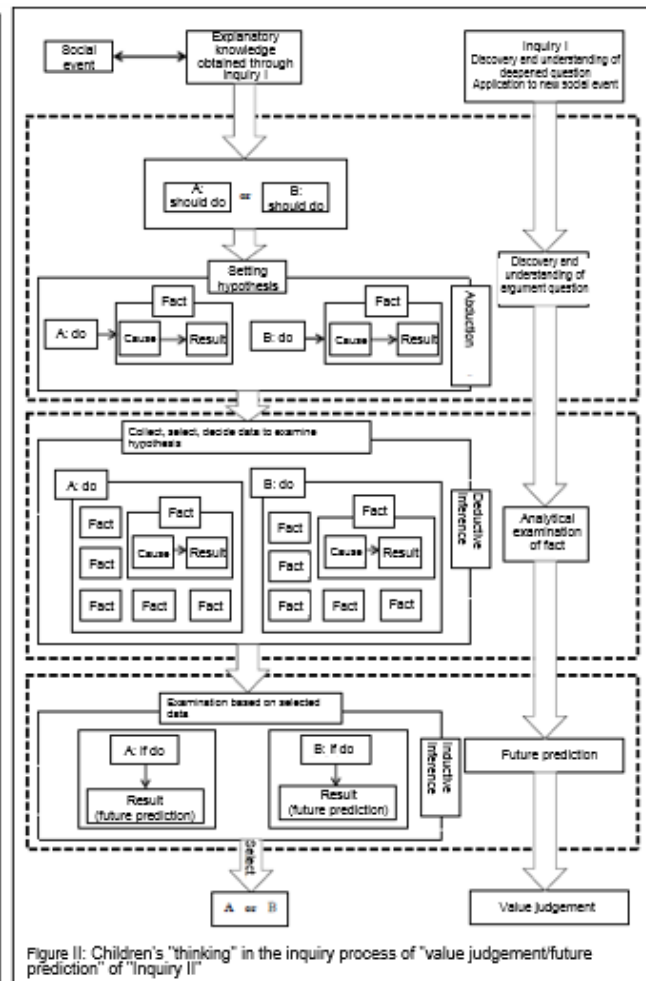 Social
event
Explanatory
knowledge
obtained through
Inquiry I
Inquiry I
Discovery and understanding of
deepened question
Application to new social event
A:
should do
or
B:
should do
Setting
hypothesis
Discovery and
understanding of
argument question
Fact
A: do
Cause
Result
Fact
B: do
Cause
Result
Abduction
Collect, select, decide data to examine
hypothesis
A: do
Fact
Fact
Fact
Cause
Result
Fact
Fact
Fact
B: do
Fact
Fact
Fact
Cause
Result
Fact
Fact
Fact
Deductive
Inference
Analytical
examination
of fact
Examination based on selected
data
A: If do
Result
(future prediction)
B: If do
Result
(future prediction)
Inductive
Inference
Future prediction
Select
A or B
Value judgement
Figure II: Children's "thinking" in the inquiry process of "value judgement/future
prediction" of "Inquiry II"